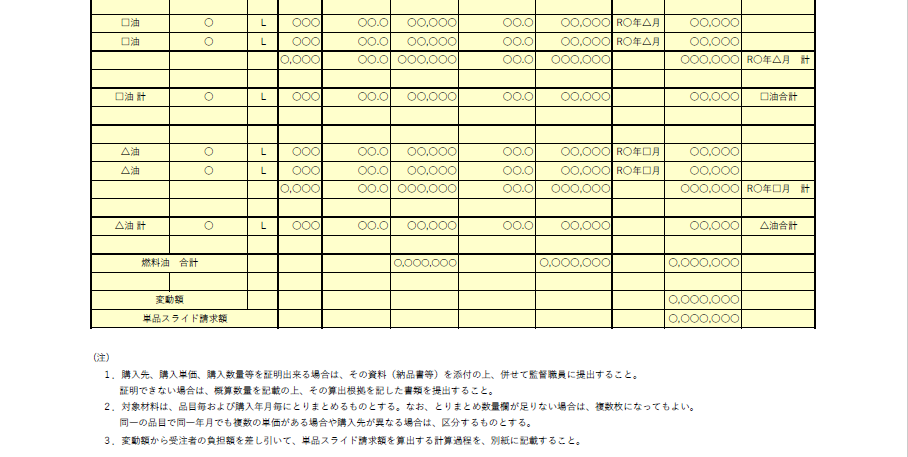 □油 ○ L ○○○ ○○.○ ○○,○○○ ○○.○ ○○,○○○ R○年△月 ○○,○○○
□油 ○ L ○○○ ○○.○ ○○,○○○ ○○.○ ○○,○○○ R○年△月 ○○,○○○
○,○○○ ○○.○ ○○○,○○○ ○○.○ ○○○,○○○ ○○○,○○○ R○年△月 計
□油 計 ○ L ○○○ ○○.○ ○○,○○○ ○○.○ ○○,○○○ ○○,○○○ □油合計
△油 ○ L ○○○ ○○.○ ○○,○○○ ○○.○ ○○,○○○ R○年□月 ○○,○○○
△油 ○ L ○○○ ○○.○ ○○,○○○ ○○.○ ○○,○○○ R○年□月 ○○,○○○
○,○○○ ○○.○ ○○○,○○○ ○○.○ ○○○,○○○ ○○○,○○○ R○年□月 計
△油 計 ○ L ○○○ ○○.○ ○○,○○○ ○○.○ ○○,○○○ ○○,○○○ △油合計
燃料油 合計 ○,○○○,○○○ ○,○○○,○○○ ○,○○○,○○○
変動額 ○,○○○,○○○
単品スライド請求額 ○,○○○,○○○
(注)
1．購入先、購入単価、購入数量等を証明出来る場合は、その資料（納品書等）を添付の上、併せて監督職員に提出すること。
証明できない場合は、概算数量を記載の上、その算出根拠を記した書類を提出すること。
2．対象材料は、品目毎および購入年月毎にとりまとめるものとする。なお、とりまとめ数量欄が足りない場合は、複数枚になってもよい。
同一の品目で同一年月でも複数の単価がある場合や購入先が異なる場合は、区分するものとする。
3．変動額から受注者の負担額を差し引いて、単品スライド請求額を算出する計算過程を、別紙に記載すること。